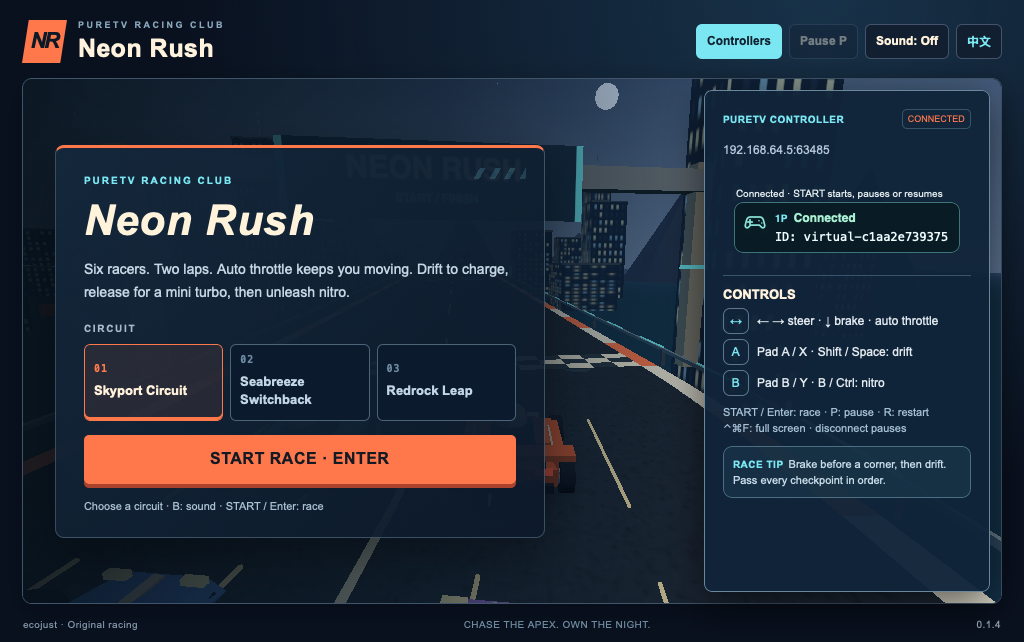 NR
PURETV RACING CLUB
Neon Rush
Controllers
Pause P
Sound: Off
中文
NEON RUSH
PURETV RACING CLUB
Neon Rush
Six racers. Two laps. Auto throttle keeps you moving. Drift to charge,
release for a mini turbo, then unleash nitro.
CIRCUIT
01
Skyport Circuit
02
Seabreeze
Switchback
03
Redrock Leap
START RACE · ENTER
Choose a circuit · B: sound · START / Enter: race
PURETV CONTROLLER
CONNECTED
192.168.64.5:63485
Connected · START starts, pauses or resumes
1P Connected
ID: virtual-c1aa2e739375
CONTROLS
↔ ← → steer · ↓ brake · auto throttle
A Pad A / X · Shift / Space: drift
B Pad B / Y · B / Ctrl: nitro
START / Enter: race · P: pause · R: restart
^⌘F: full screen · disconnect pauses
RACE TIP Brake before a corner, then drift.
Pass every checkpoint in order.
ecojust · Original racing
CHASE THE APEX. OWN THE NIGHT.
0.1.4